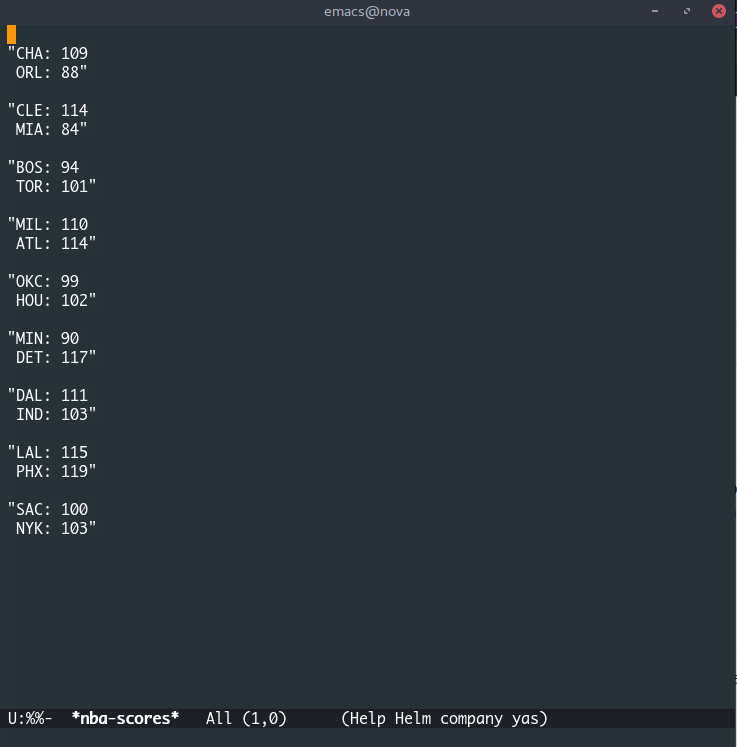 emacs@nova
"CHA: 109
ORL: 88"
"CLE: 114
MIA: 84"
"BOS: 94
TOR: 101"
"MIL: 110
ATL: 114"
"OKC: 99
HOU: 102"
"MIN: 90
DET: 117"
"DAL: 111
IND: 103"
"LAL: 115
PHX: 119"
"SAC: 100
NYK: 103"
U:%%-  *nba-scores*   All (1,0)      (Help Helm company yas)